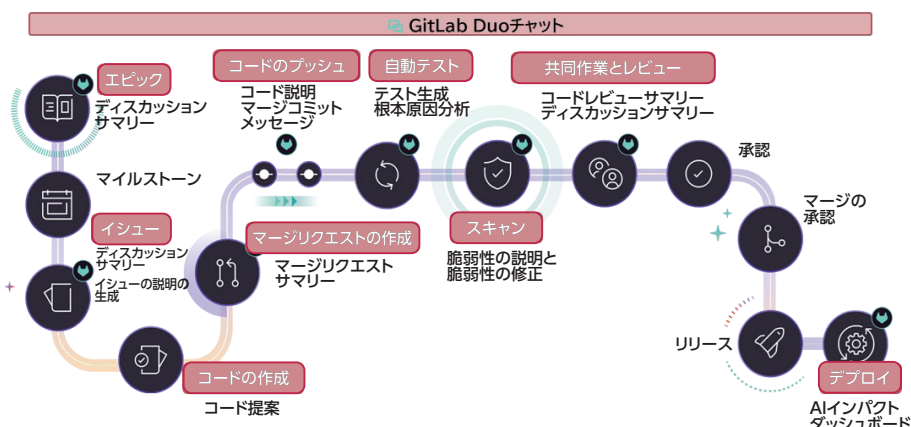 GitLab Duoチャット
エピック
ディスカッション
サマリー
マイルストーン
イシュー
ディスカッション
サマリー
イシューの説明の
生成
コードの作成
コード提案
マージリクエストの作成
マージリクエスト
サマリー
コードのプッシュ
コード説明
マージコミット
メッセージ
自動テスト
テスト生成
根本原因分析
スキャン
脆弱性の説明と
脆弱性の修正
共同作業とレビュー
コードレビューサマリー
ディスカッションサマリー
承認
マージの
承認
リリース
デプロイ
AIインパクト
ダッシュボード